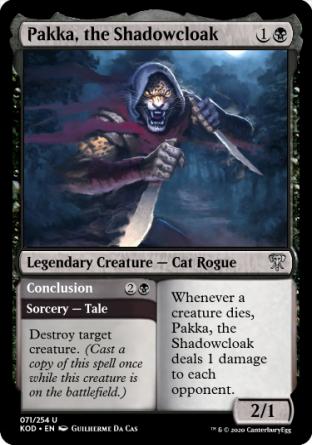 Pakka, the Shadowcloak 1
Legendary Creature — Cat Rogue
Conclusion 2
Sorcery — Tale
Destroy target
creature. (Cast a
copy of this spell once
while this creature is
on the battlefield.)
Whenever a
creature dies,
Pakka, the
Shadowcloak
deals 1 damage
to each
opponent.
2/1
071/254 U
KOD • EN Guilherme Da Cas
™ & © 2020 CanterburyEgg